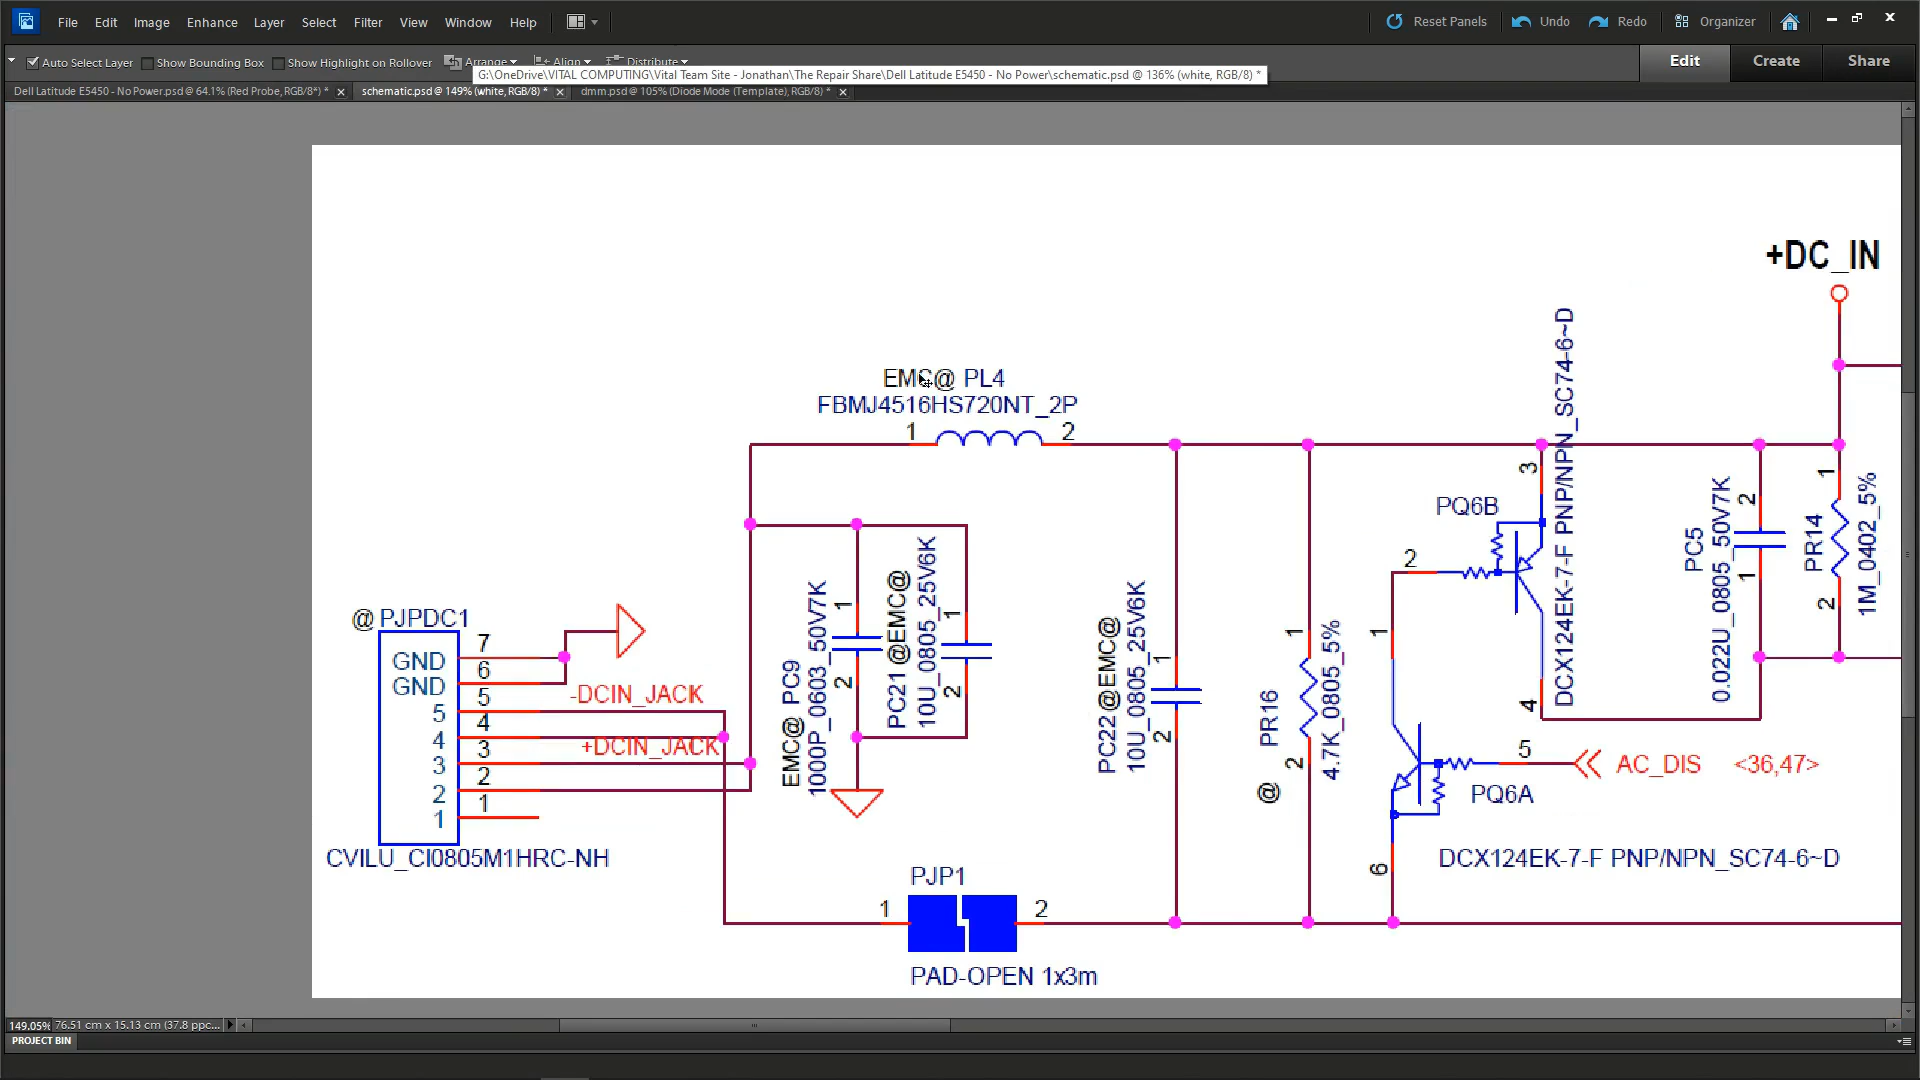 File Edit Image Enhance Layer Select Filter View Window Help
Reset Panels Undo Redo Organizer
Auto Select Layer Show Bounding Box Show Highlight on Rollover Arrange Align Distribute
Edit Create Share
G:\OneDrive\VITAL COMPUTING\Vital Team Site - Jonathan\The Repair Share\Dell Latitude E5450 - No Power\schematic.psd @ 136% (white, RGB/8) *
Dell Latitude E5450 - No Power.psd @ 64.1% (Red Probe, RGB/8*) * schematic.psd @ 149% (white, RGB/8) * dmm.psd @ 105% (Diode Mode (Template), RGB/8) *
+DC_IN
EMC@ PL4
FBMJ4516HS720NT_2P
1 2
@ PJPDC1
GND 7
GND 6
5 5
4 4
3 3
2 2
1 1
-DCIN_JACK
+DCIN_JACK
CVILU_CI0805M1HRC-NH
EMC@ PC9
1000P_0603_50V7K
1 2
PC21 @EMC@
10U_0805_25V6K
1 2
PC22 @EMC@
10U_0805_25V6K
1 2
@ PR16
4.7K_0805_5%
1 2
PJP1
1 2
PAD-OPEN 1x3m
PQ6B
2 3 4
DCX124EK-7-F PNP/NPN_SC74-6~D
1 5 6
AC_DIS <36,47>
PQ6A
DCX124EK-7-F PNP/NPN_SC74-6~D
PC5
0.022U_0805_50V7K
2 1
PR14
1M_0402_5%
1 2
149.05% 76.51 cm x 15.13 cm (37.8 ppc...
PROJECT BIN